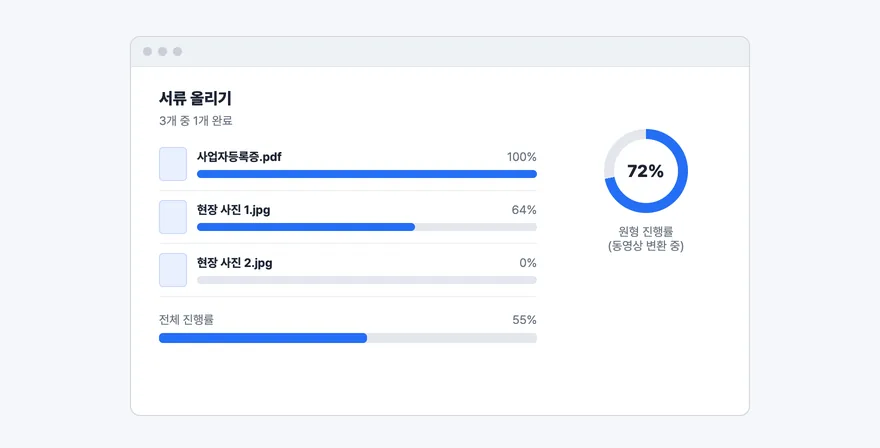 서류 올리기
3개 중 1개 완료
사업자등록증.pdf 100%
현장 사진 1.jpg 64%
현장 사진 2.jpg 0%
전체 진행률 55%
72%
원형 진행률
(동영상 변환 중)